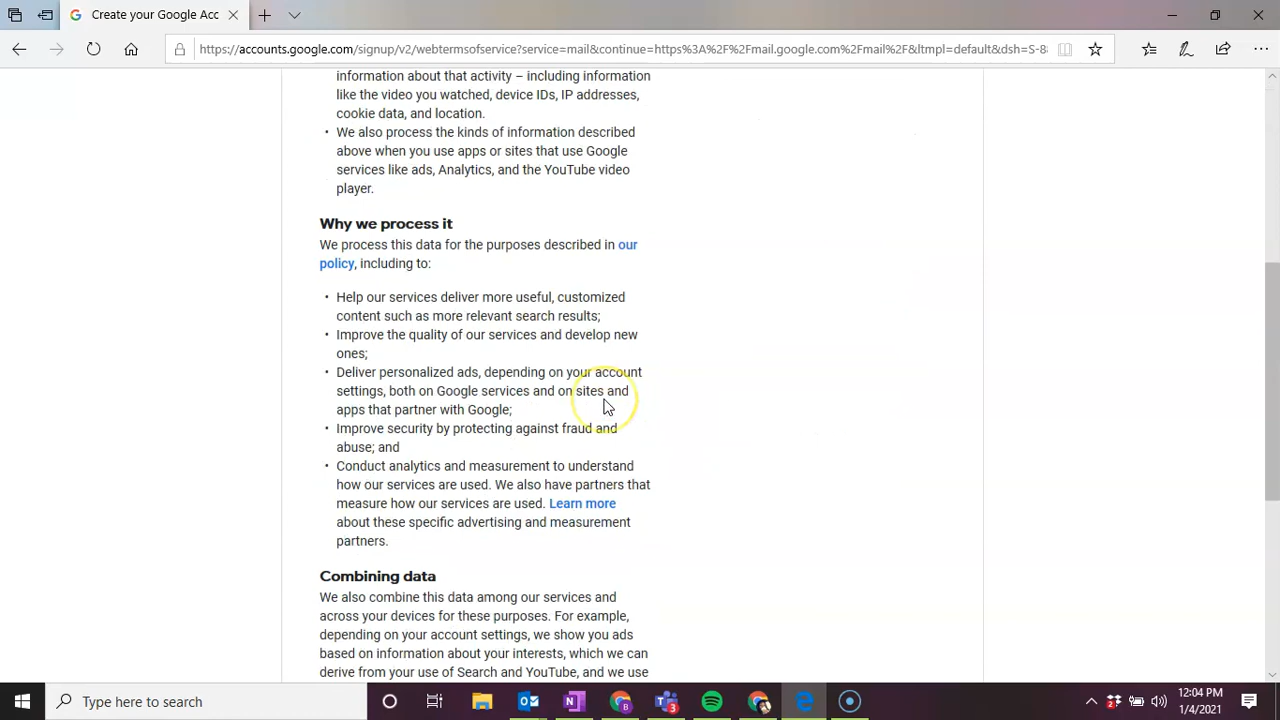 Create your Google Acc
https://accounts.google.com/signup/v2/webtermsofservice?service=mail&continue=https%3A%2F%2Fmail.google.com%2Fmail%2F&ltmpl=default&dsh=S-8
information about that activity – including information
like the video you watched, device IDs, IP addresses,
cookie data, and location.
• We also process the kinds of information described
above when you use apps or sites that use Google
services like ads, Analytics, and the YouTube video
player.
Why we process it
We process this data for the purposes described in our
policy, including to:
• Help our services deliver more useful, customized
content such as more relevant search results;
• Improve the quality of our services and develop new
ones;
• Deliver personalized ads, depending on your account
settings, both on Google services and on sites and
apps that partner with Google;
• Improve security by protecting against fraud and
abuse; and
• Conduct analytics and measurement to understand
how our services are used. We also have partners that
measure how our services are used. Learn more
about these specific advertising and measurement
partners.
Combining data
We also combine this data among our services and
across your devices for these purposes. For example,
depending on your account settings, we show you ads
based on information about your interests, which we can
derive from your use of Search and YouTube, and we use
Type here to search
12:04 PM
1/4/2021